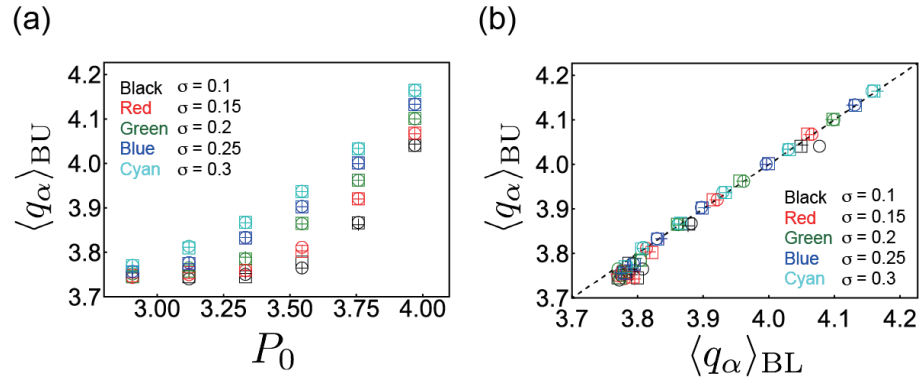 (a)
⟨qα⟩BU
4.2
4.1
4.0
3.9
3.8
3.7
Black σ = 0.1
Red σ = 0.15
Green σ = 0.2
Blue σ = 0.25
Cyan σ = 0.3
3.00 3.25 3.50 3.75 4.00
P0
(b)
⟨qα⟩BU
4.2
4.1
4.0
3.9
3.8
3.7
Black σ = 0.1
Red σ = 0.15
Green σ = 0.2
Blue σ = 0.25
Cyan σ = 0.3
3.7 3.8 3.9 4.0 4.1 4.2
⟨qα⟩BL